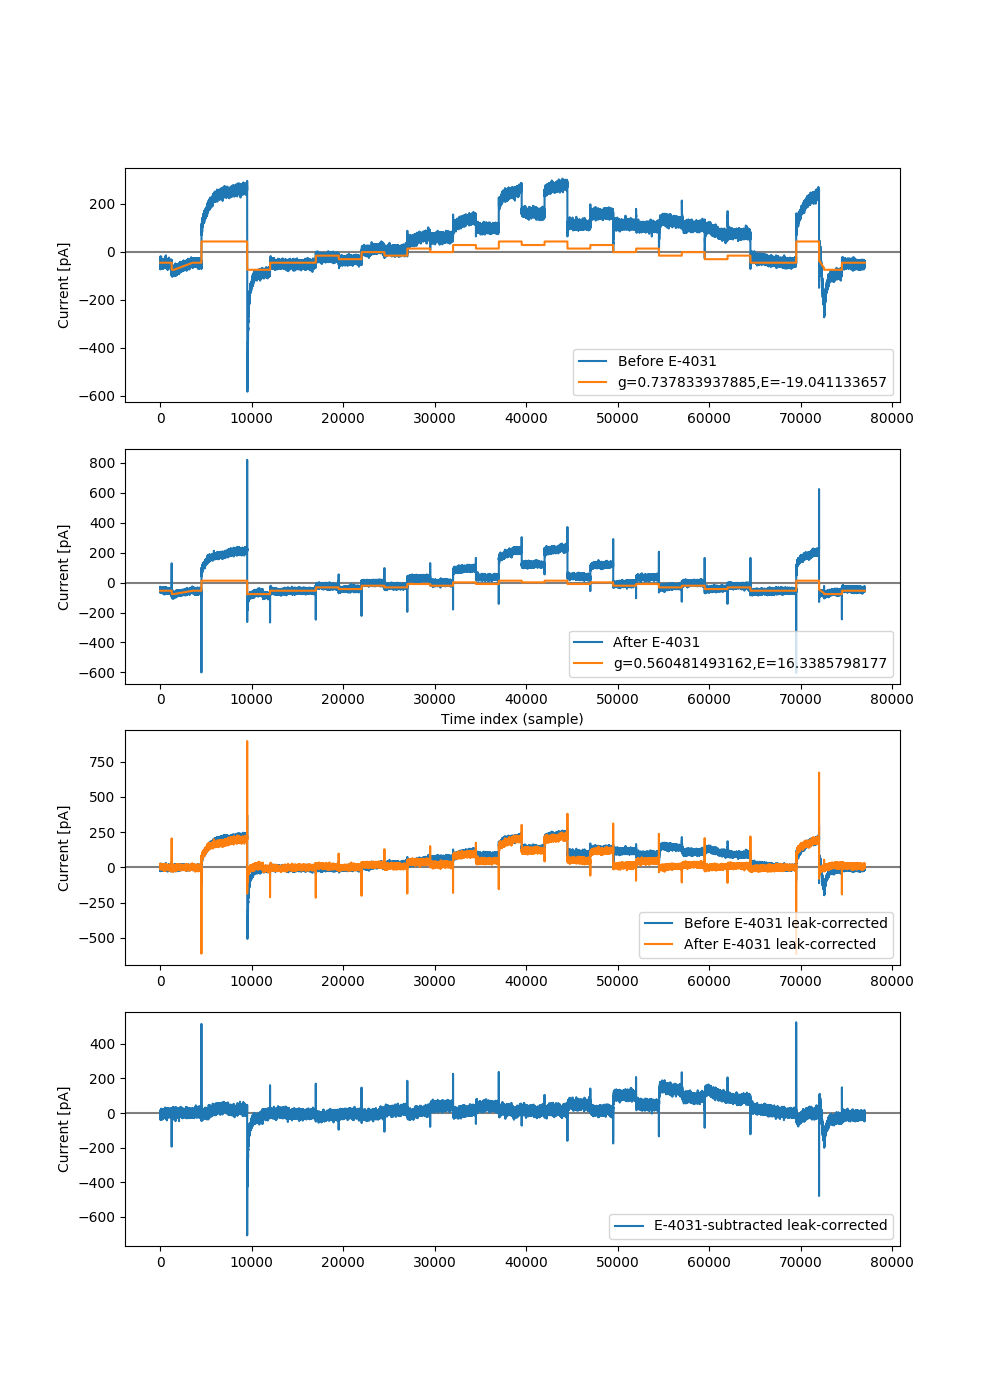 200
0
−200
−400
−600
Current [pA]
Before E-4031
g=0.737833937885,E=-19.041133657
0 10000 20000 30000 40000 50000 60000 70000 80000
800
600
400
200
0
−200
−400
−600
Current [pA]
After E-4031
g=0.560481493162,E=16.3385798177
0 10000 20000 30000 40000 50000 60000 70000 80000
Time index (sample)
750
500
250
0
−250
−500
Current [pA]
Before E-4031 leak-corrected
After E-4031 leak-corrected
0 10000 20000 30000 40000 50000 60000 70000 80000
400
200
0
−200
−400
−600
Current [pA]
E-4031-subtracted leak-corrected
0 10000 20000 30000 40000 50000 60000 70000 80000